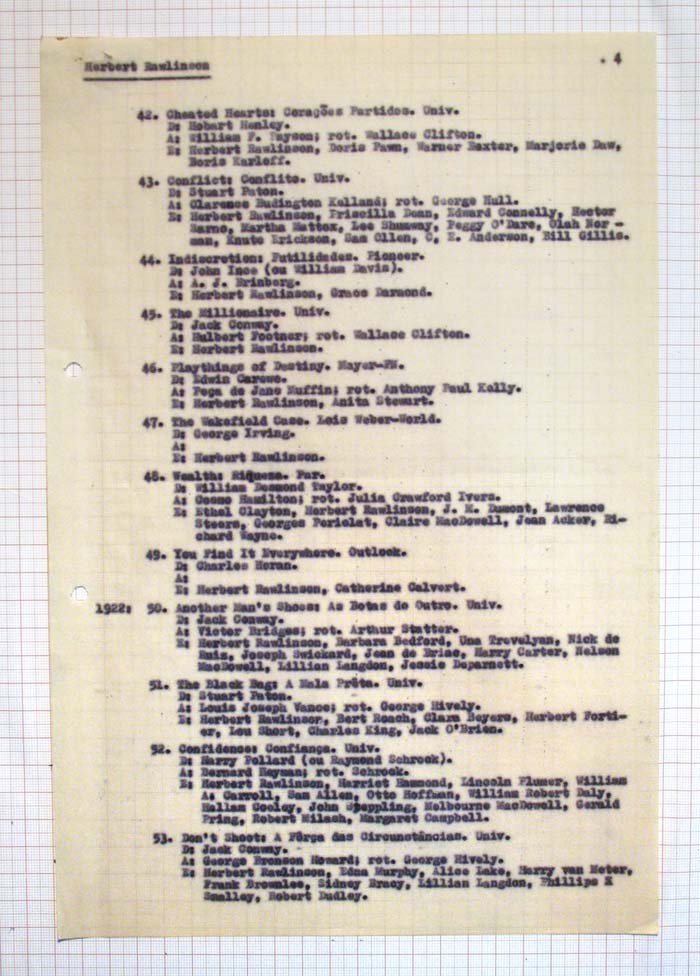 Herbert Rawlinson
. 4
42. Cheated Hearts: Corações Partidos. Univ.
D: Hobart Henley.
A: William F. Payson; rot. Wallace Clifton.
E: Herbert Rawlinson, Doris Pawn, Warner Baxter, Marjorie Daw,
Boris Karloff.
43. Conflict: Conflito. Univ.
D: Stuart Paton.
A: Clarence Budington Kelland; rot. George Hull.
E: Herbert Rawlinson, Priscilla Dean, Edward Connelly, Hector
Sarno, Martha Mattox, Lee Shumway, Peggy O'Dare, Olah Nor -
man, Knute Erickson, Sam Ollen, C. E. Anderson, Bill Gillis.
44. Indiscretion: Futilidades. Pioneer.
D: John Ince (ou William Davis).
A: A. J. Brinberg.
E: Herbert Rawlinson, Grace Darmond.
45. The Millionaire. Univ.
D: Jack Conway.
A: Hulbert Footner; rot. Wallace Clifton.
E: Herbert Rawlinson.
46. Playthings of Destiny. Mayer-FN.
D: Edwin Carewe.
A: Peça de Jane Muffin; rot. Anthony Paul Kelly.
E: Herbert Rawlinson, Anita Stewart.
47. The Wakefield Case. Lois Weber-World.
D: George Irving.
A:
E: Herbert Rawlinson.
48. Wealth: Riqueza. Par.
D: William Desmond Taylor.
A: Cosmo Hamilton; rot. Julia Crawford Ivers.
E: Ethel Clayton, Herbert Rawlinson, J. M. Dumont, Lawrence
Steers, Georges Periolat, Claire MacDowell, Jean Acker, Ri-
chard Wayne.
49. You Find It Everywhere. Outlook.
D: Charles Horan.
A:
E: Herbert Rawlinson, Catherine Calvert.
1922: 50. Another Man's Shoes: As Botas do Outro. Univ.
D: Jack Conway.
A: Victor Bridges; rot. Arthur Statter.
E: Herbert Rawlinson, Barbara Bedford, Una Trevelyan, Nick de
Ruiz, Joseph Swickard, Jean de Briac, Harry Carter, Nelson
MacDowell, Lillian Langdon, Jessie Deparnett.
51. The Black Bag: A Mala Prêta. Univ.
D: Stuart Paton.
A: Louis Joseph Vance; rot. George Hively.
E: Herbert Rawlinson, Bert Roach, Clara Beyers, Herbert Forti-
er, Lou Short, Charles King, Jack O'Brien.
52. Confidence: Confiança. Univ.
D: Harry Pollard (ou Raymond Schrock).
A: Bernard Hyman; rot. Schrock.
E: Herbert Rawlinson, Harriet Hammond, Lincoln Plumer, William
A. Carroll, Sam Allen, Otto Hoffman, William Robert Daly,
Hallam Cooley, John Steppling, Melbourne MacDowell, Gerald
Pring, Robert Milash, Margaret Campbell.
53. Don't Shoot: A Fôrça das Circunstâncias. Univ.
D: Jack Conway.
A: George Bronson Howard; rot. George Hively.
E: Herbert Rawlinson, Edna Murphy, Alice Lake, Harry van Meter,
Frank Brownlee, Sidney Bracy, Lillian Langdon, Phillips
Smalley, Robert Dudley.